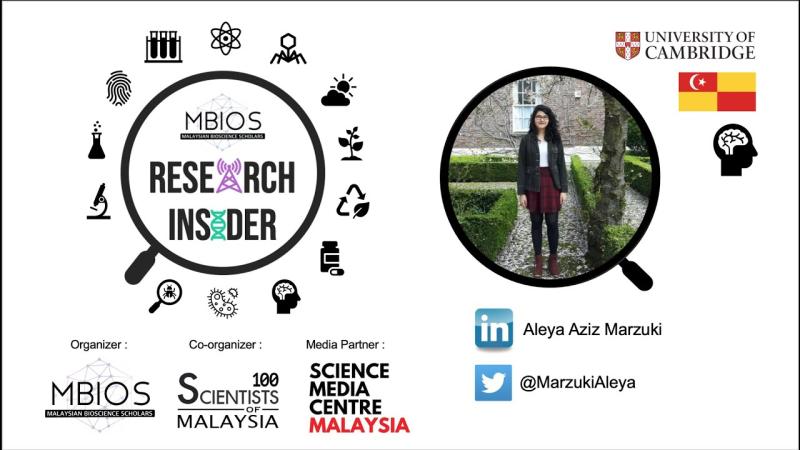 MBIOS
MALAYSIAN BIOSCIENCE SCHOLARS
RESEARCH
INSIDER
UNIVERSITY OF
CAMBRIDGE
Organizer :
MBIOS
MALAYSIAN BIOSCIENCE SCHOLARS
Co-organizer :
100
SCIENTISTS
OF
MALAYSIA
Media Partner :
SCIENCE
MEDIA
CENTRE
MALAYSIA
in Aleya Aziz Marzuki
@MarzukiAleya